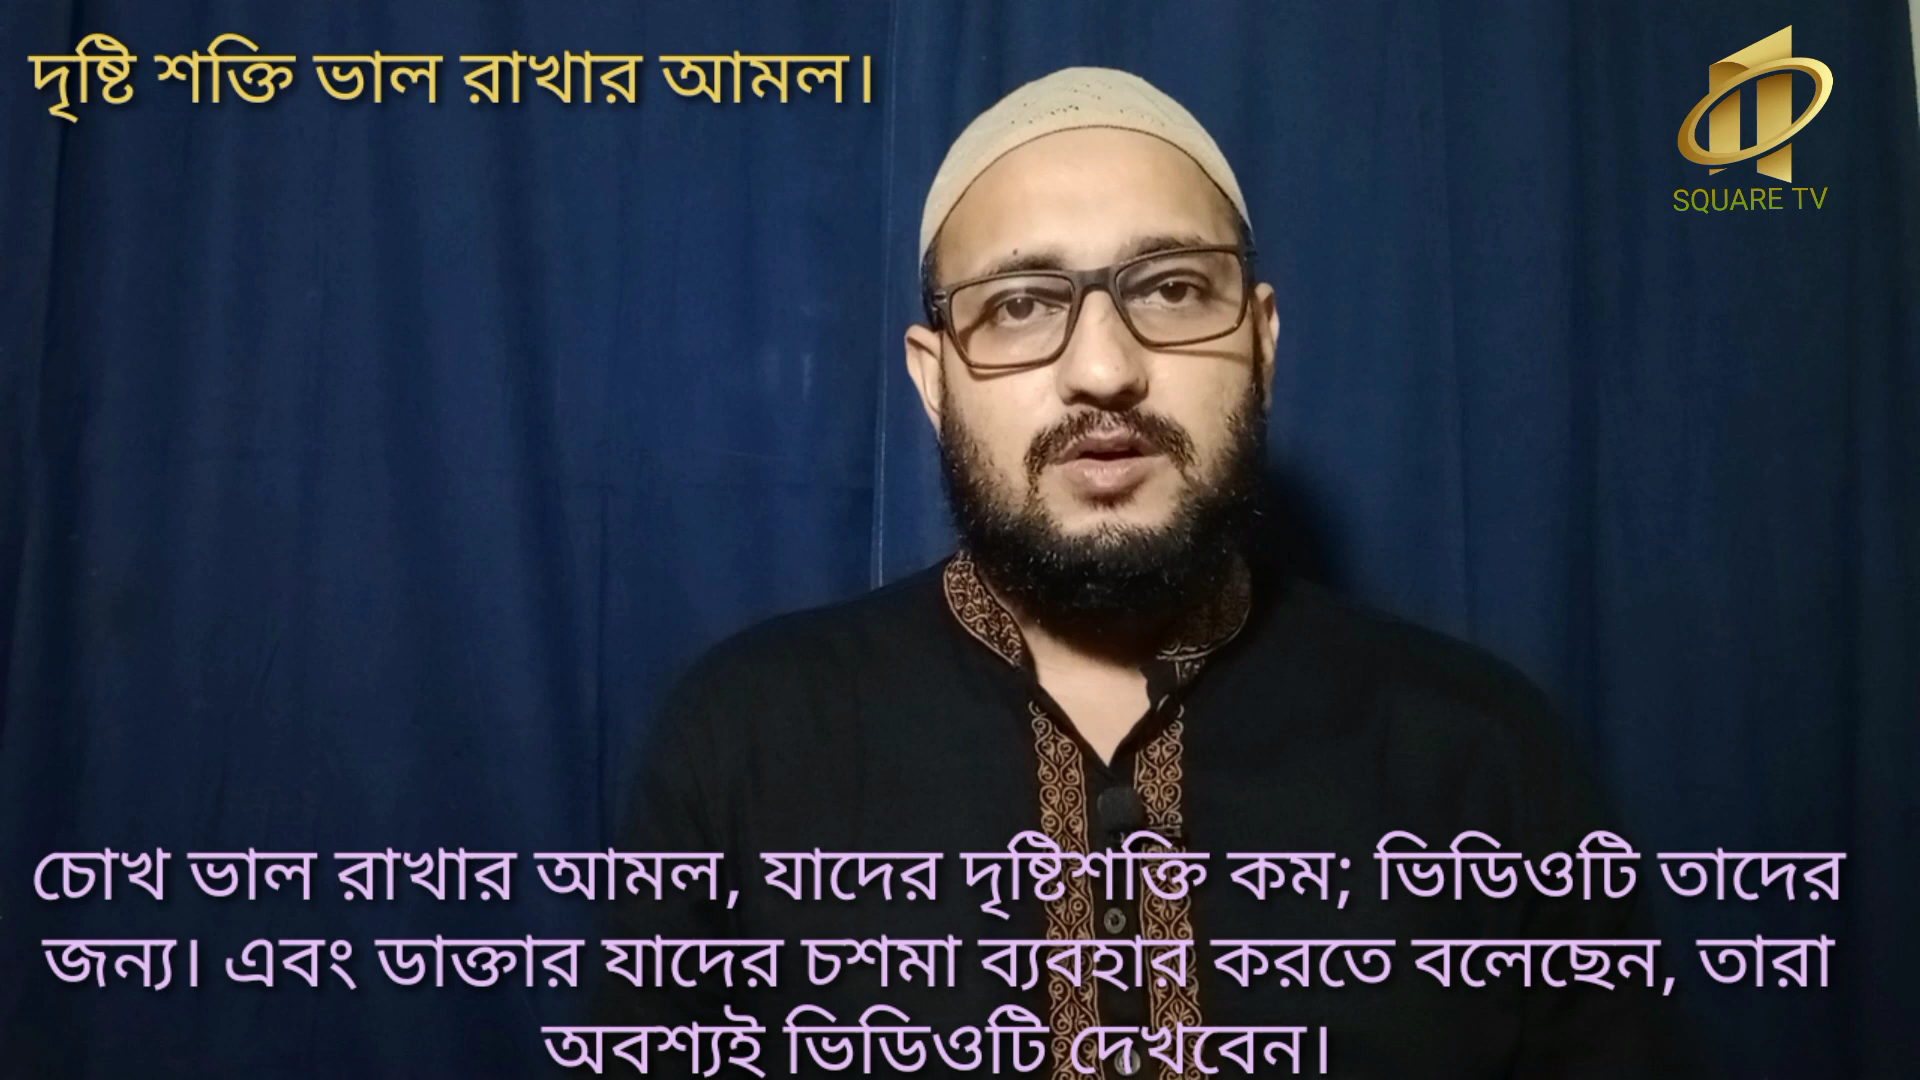 দৃষ্টি শক্তি ভাল রাখার আমল।
SQUARE TV
চোখ ভাল রাখার আমল, যাদের দৃষ্টিশক্তি কম; ভিডিওটি তাদের
জন্য। এবং ডাক্তার যাদের চশমা ব্যবহার করতে বলেছেন, তারা
অবশ্যই ভিডিওটি দেখবেন।